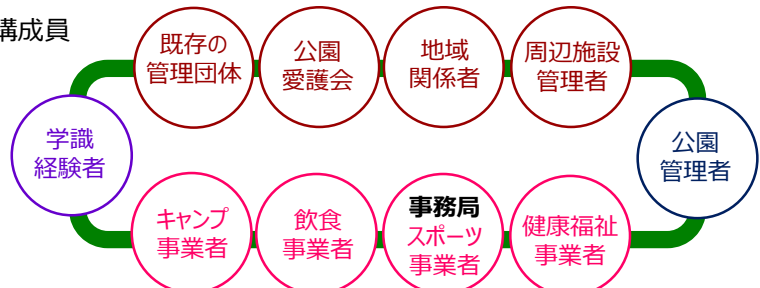 構成員
既存の
管理団体
公園
愛護会
地域
関係者
周辺施設
管理者
学識
経験者
公園
管理者
キャンプ
事業者
飲食
事業者
事務局
スポーツ
事業者
健康福祉
事業者